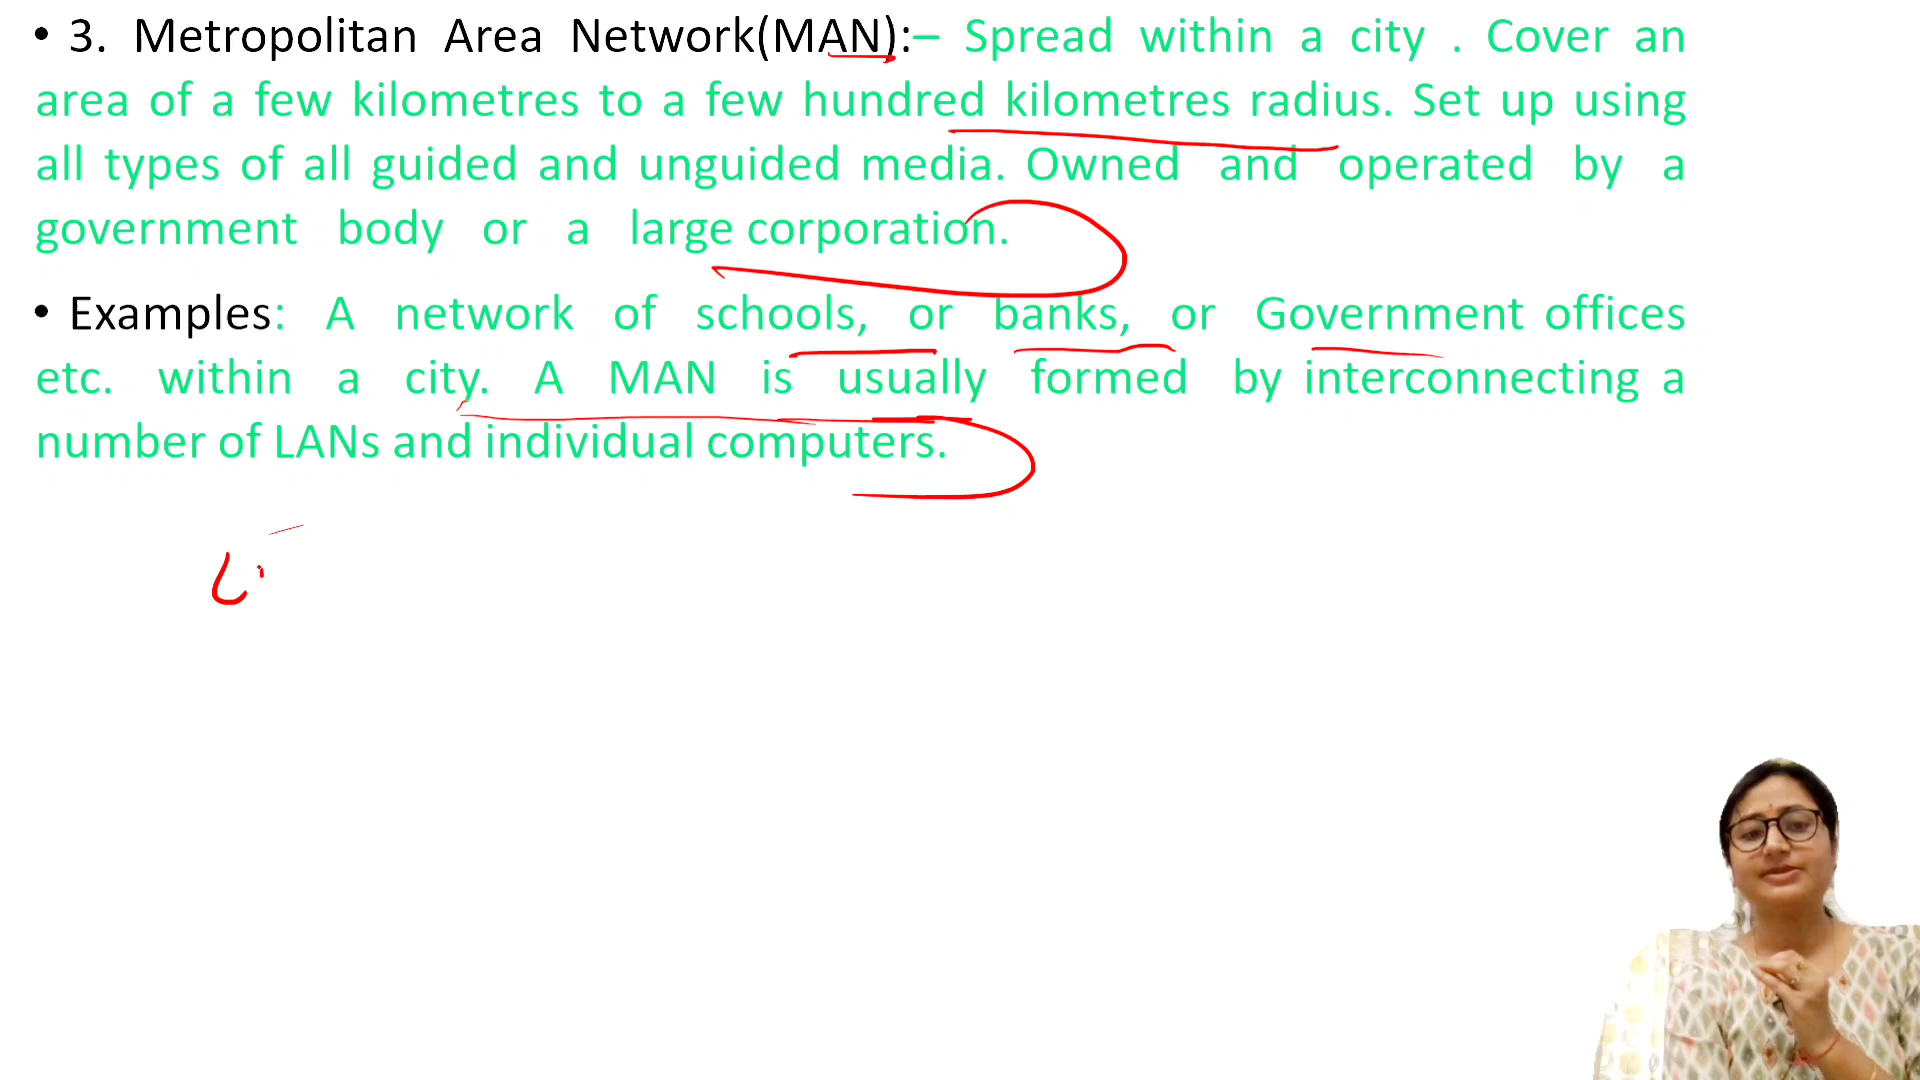 • 3. Metropolitan Area Network(MAN):– Spread within a city . Cover an
area of a few kilometres to a few hundred kilometres radius. Set up using
all types of all guided and unguided media. Owned and operated by a
government body or a large corporation.
• Examples: A network of schools, or banks, or Government offices
etc. within a city. A MAN is usually formed by interconnecting a
number of LANs and individual computers.